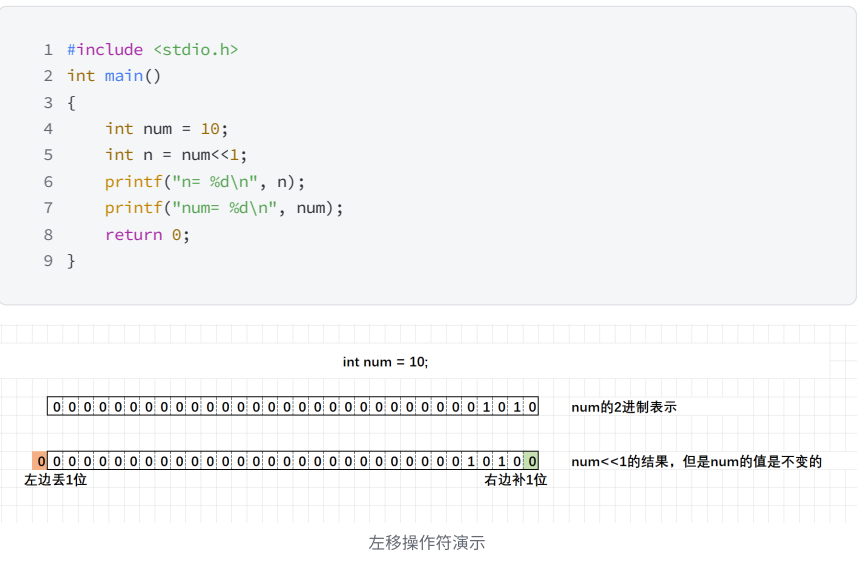 1 #include <stdio.h>
2 int main()
3 {
4     int num = 10;
5     int n = num<<1;
6     printf("n= %d\n", n);
7     printf("num= %d\n", num);
8     return 0;
9 }
int num = 10;
0 0 0 0 0 0 0 0 0 0 0 0 0 0 0 0 0 0 0 0 0 0 0 0 0 0 0 0 1 0 1 0 num的2进制表示
0 0 0 0 0 0 0 0 0 0 0 0 0 0 0 0 0 0 0 0 0 0 0 0 0 0 0 0 1 0 1 0 0 num<<1的结果，但是num的值是不变的
左边丢1位 右边补1位
左移操作符演示